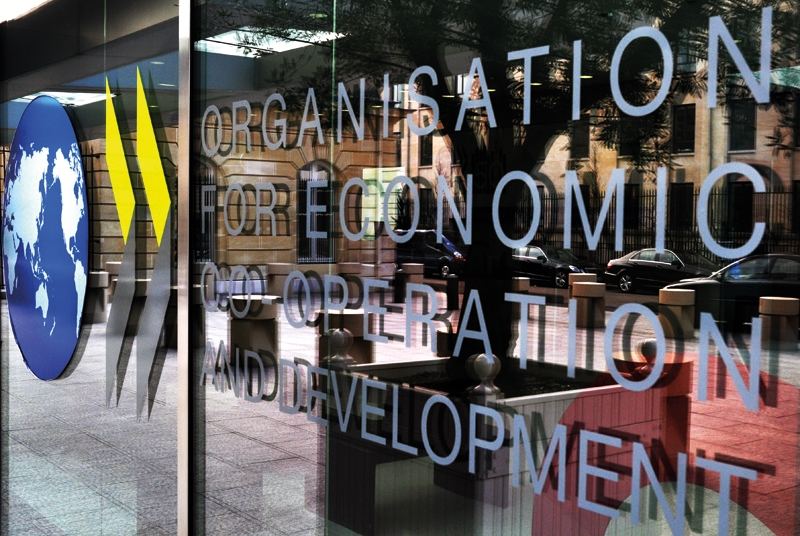 ORGANISATION
FOR ECONOMIC
CO OPERATION
AND DEVELOPMENT